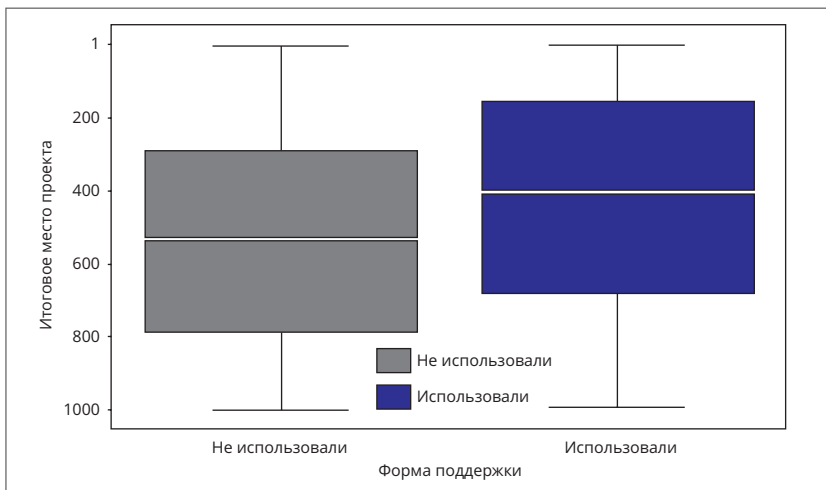 Итоговое место проекта
1
200
400
600
800
1000
Не использовали
Использовали
Не использовали
Использовали
Форма поддержки